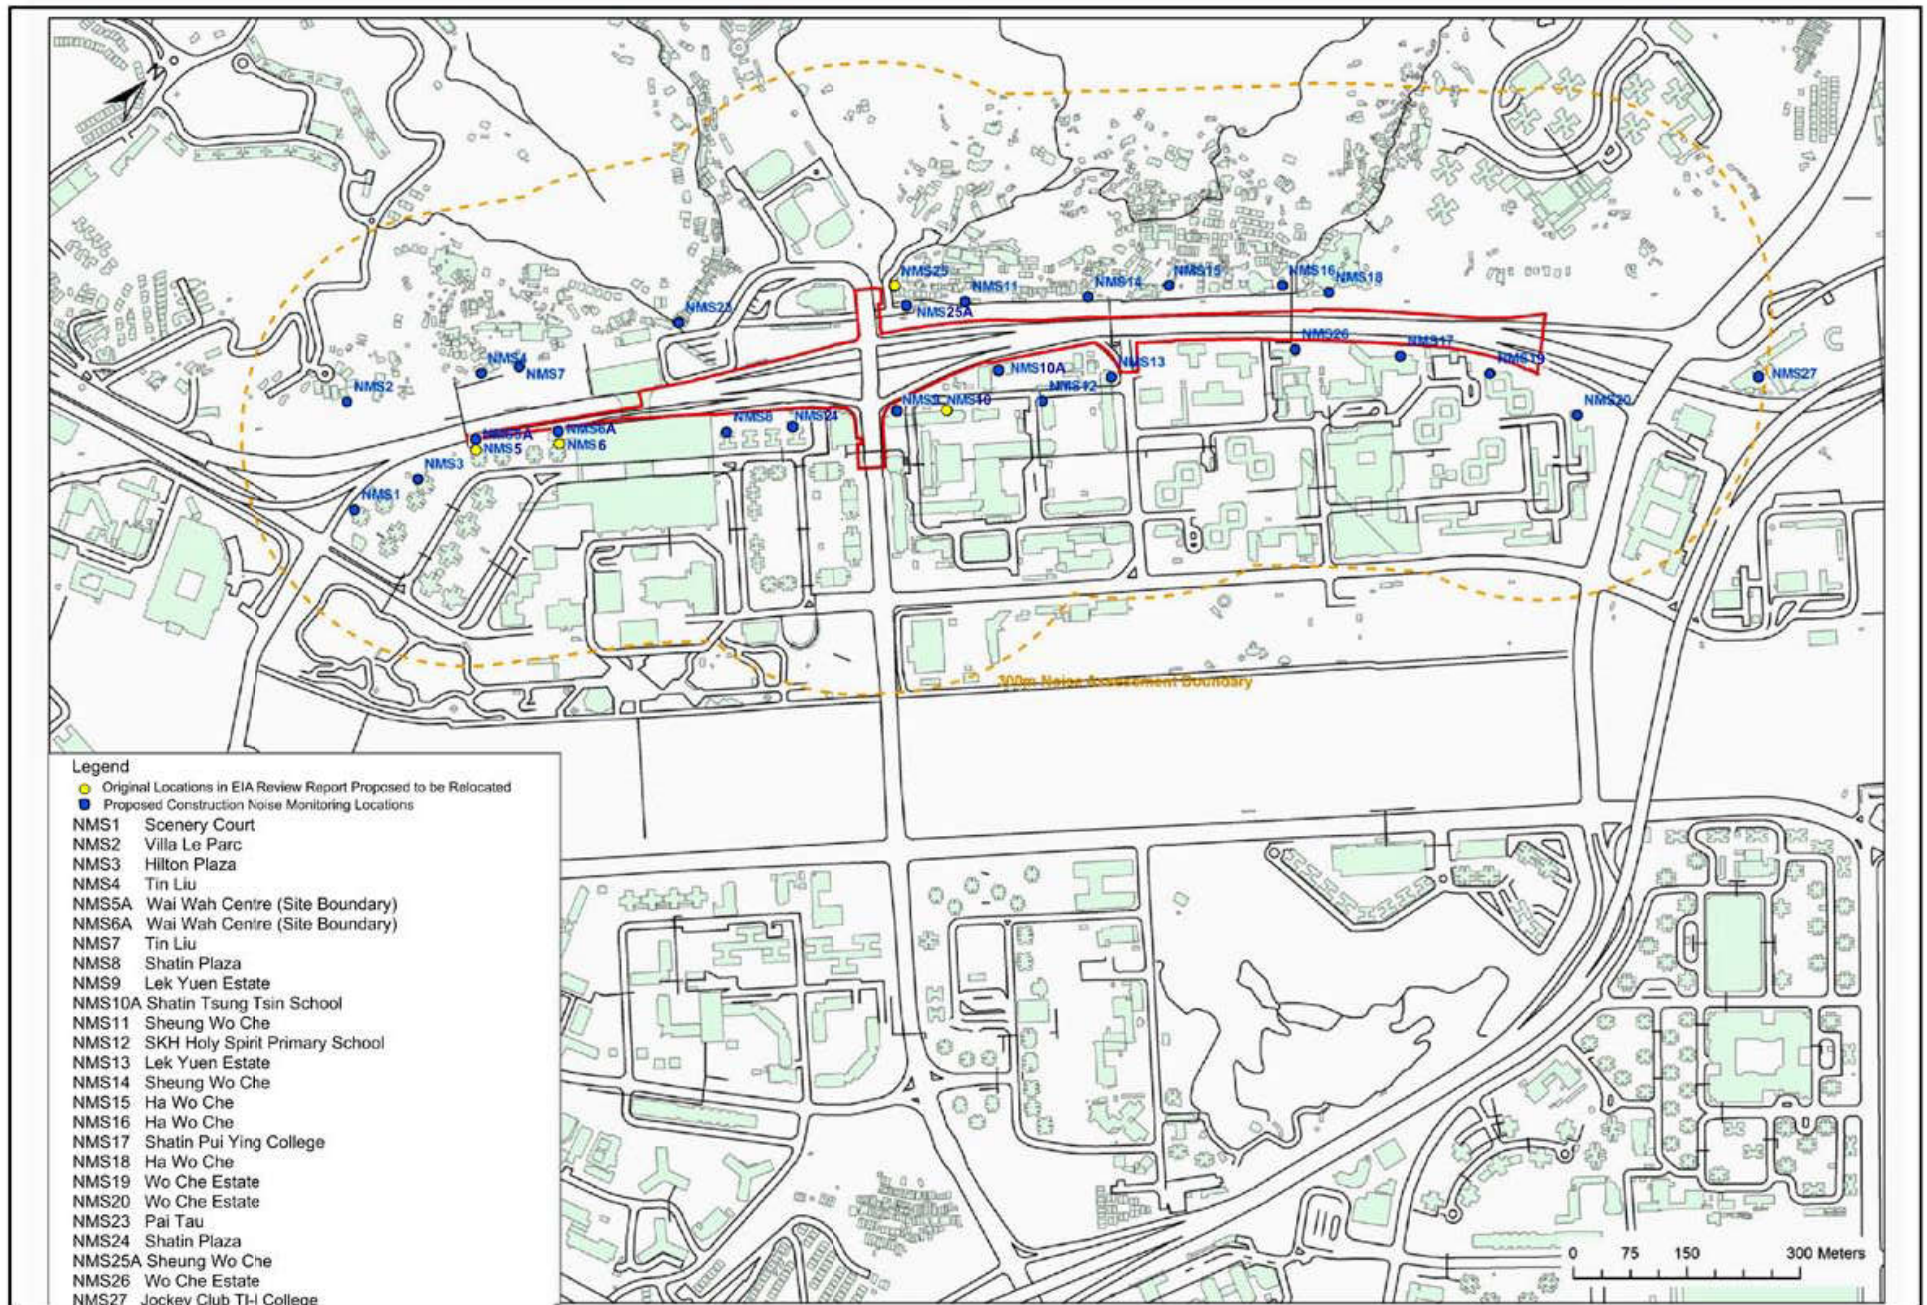 N
NMS25
NMS11
NMS25A
NMS14
NMS15
NMS16
NMS18
NMS23
NMS26
NMS17
NMS19
NMS27
NMS4
NMS7
NMS2
NMS10A
NMS13
NMS12
NMS9
NMS10
NMS20
NMS8
NMS24
NMS5A
NMS6A
NMS5
NMS6
NMS3
NMS1
300m Noise Assessment Boundary
Legend
Original Locations in EIA Review Report Proposed to be Relocated
Proposed Construction Noise Monitoring Locations
NMS1 Scenery Court
NMS2 Villa Le Parc
NMS3 Hilton Plaza
NMS4 Tin Liu
NMS5A Wai Wah Centre (Site Boundary)
NMS6A Wai Wah Centre (Site Boundary)
NMS7 Tin Liu
NMS8 Shatin Plaza
NMS9 Lek Yuen Estate
NMS10A Shatin Tsung Tsin School
NMS11 Sheung Wo Che
NMS12 SKH Holy Spirit Primary School
NMS13 Lek Yuen Estate
NMS14 Sheung Wo Che
NMS15 Ha Wo Che
NMS16 Ha Wo Che
NMS17 Shatin Pui Ying College
NMS18 Ha Wo Che
NMS19 Wo Che Estate
NMS20 Wo Che Estate
NMS23 Pai Tau
NMS24 Shatin Plaza
NMS25A Sheung Wo Che
NMS26 Wo Che Estate
NMS27 Jockey Club TI-I College
0 75 150 300 Meters